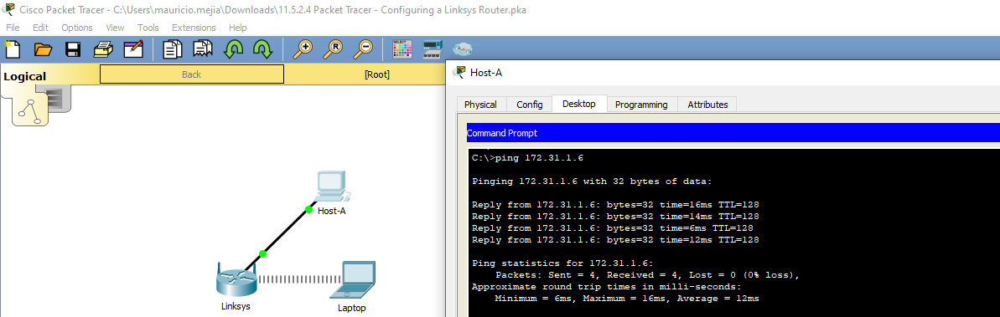 Cisco Packet Tracer - C:\Users\mauricio.mejia\Downloads\11.5.2.4 Packet Tracer - Configuring a Linksys Router.pka
File Edit Options View Tools Extensions Help
Logical
Back
[Root]
Host-A
Linksys
Laptop
Host-A
Physical Config Desktop Programming Attributes
Command Prompt
C:\>ping 172.31.1.6
Pinging 172.31.1.6 with 32 bytes of data:
Reply from 172.31.1.6: bytes=32 time=16ms TTL=128
Reply from 172.31.1.6: bytes=32 time=14ms TTL=128
Reply from 172.31.1.6: bytes=32 time=6ms TTL=128
Reply from 172.31.1.6: bytes=32 time=12ms TTL=128
Ping statistics for 172.31.1.6:
Packets: Sent = 4, Received = 4, Lost = 0 (0% loss),
Approximate round trip times in milli-seconds:
Minimum = 6ms, Maximum = 16ms, Average = 12ms